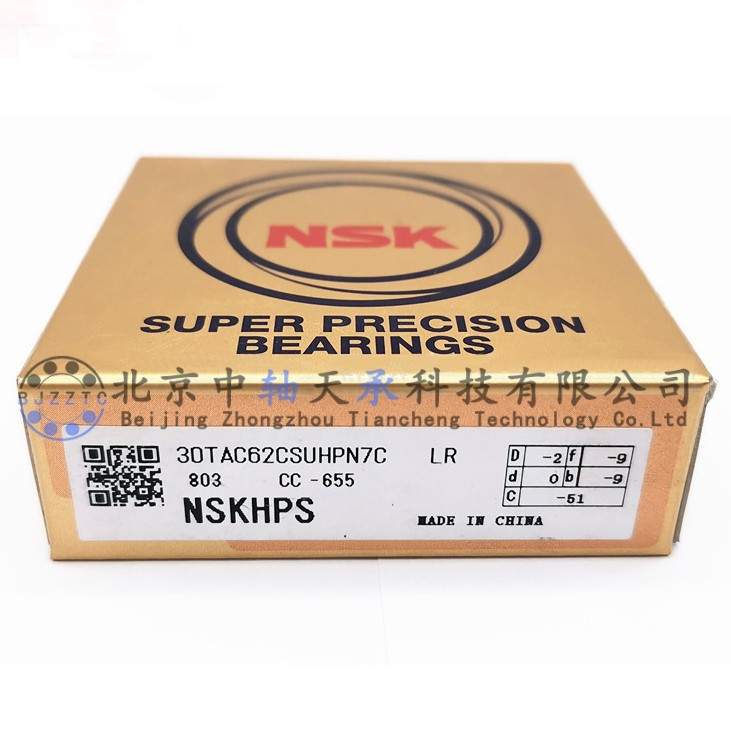 NSK
SUPER PRECISION
BEARINGS
BJZZTC
北京中轴天承科技有限公司
Beijing Zhongzhou Tiancheng Technology Co.Ltd
30TAC62CSUHPN7C LR
803 CC -655
NSKHPS
MADE IN CHINA
D -2 f -9
d 0 b -9
C -51